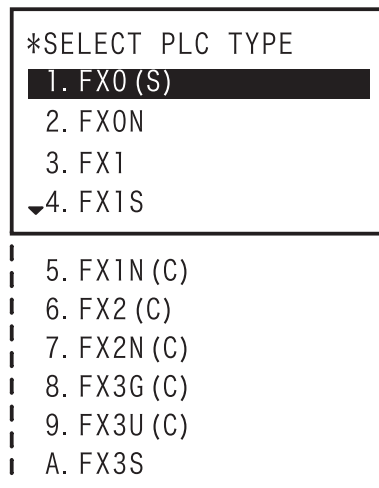 *SELECT PLC TYPE
1. FX0(S)
2. FX0N
3. FX1
4. FX1S
5. FX1N(C)
6. FX2(C)
7. FX2N(C)
8. FX3G(C)
9. FX3U(C)
A. FX3S